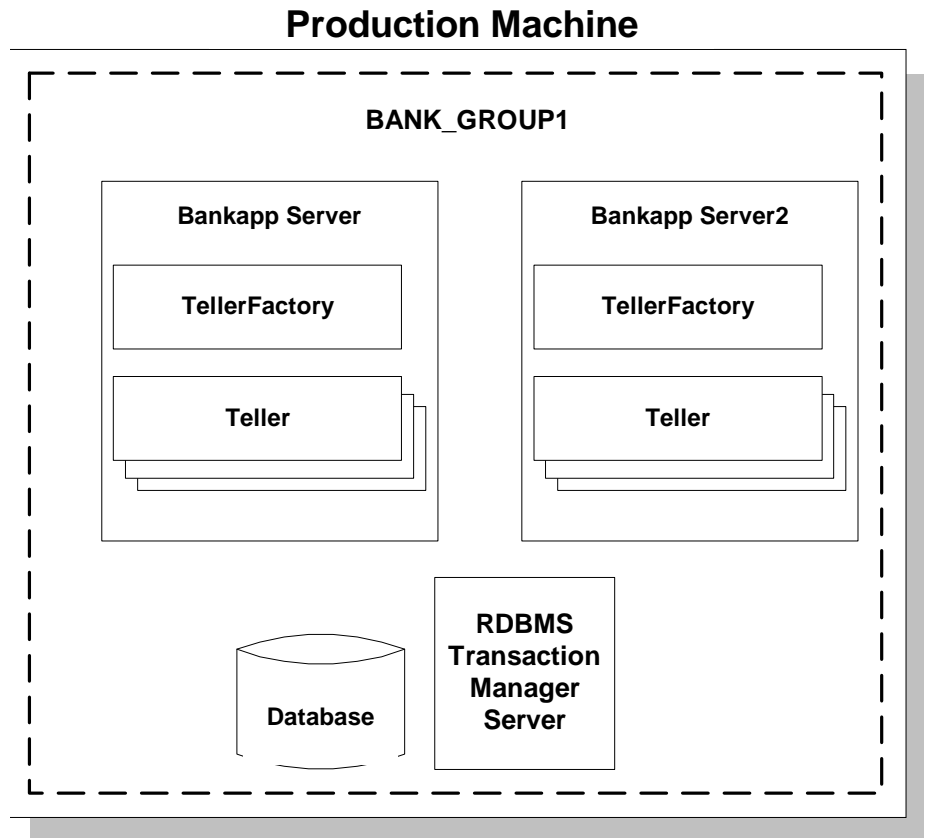 Production Machine
BANK_GROUP1
Bankapp Server
TellerFactory
Teller
Bankapp Server2
TellerFactory
Teller
Database
RDBMS
Transaction
Manager
Server